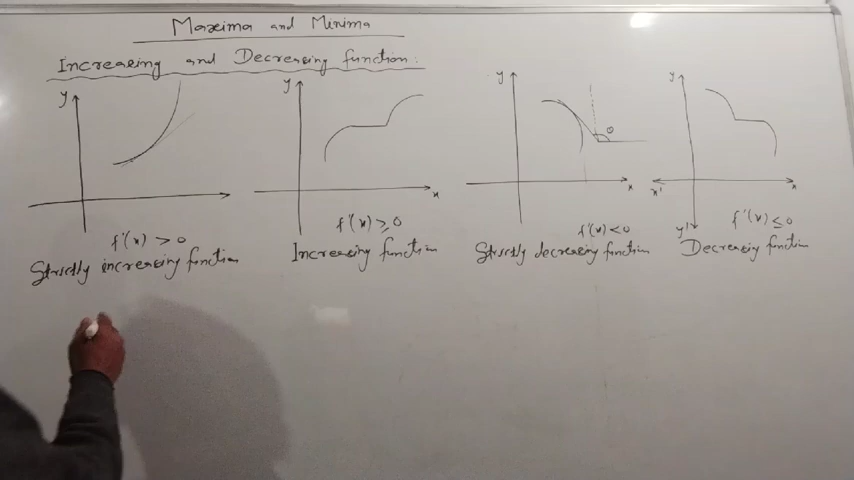 Maxima and Minima
Increasing and Decreasing function:
y
f'(x) > 0
Strictly increasing function
y
x
f'(x) ≥ 0
Increasing function
y
θ
x
f'(x) < 0
Strictly decreasing function
y
x'
x
y'
f'(x) ≤ 0
Decreasing function